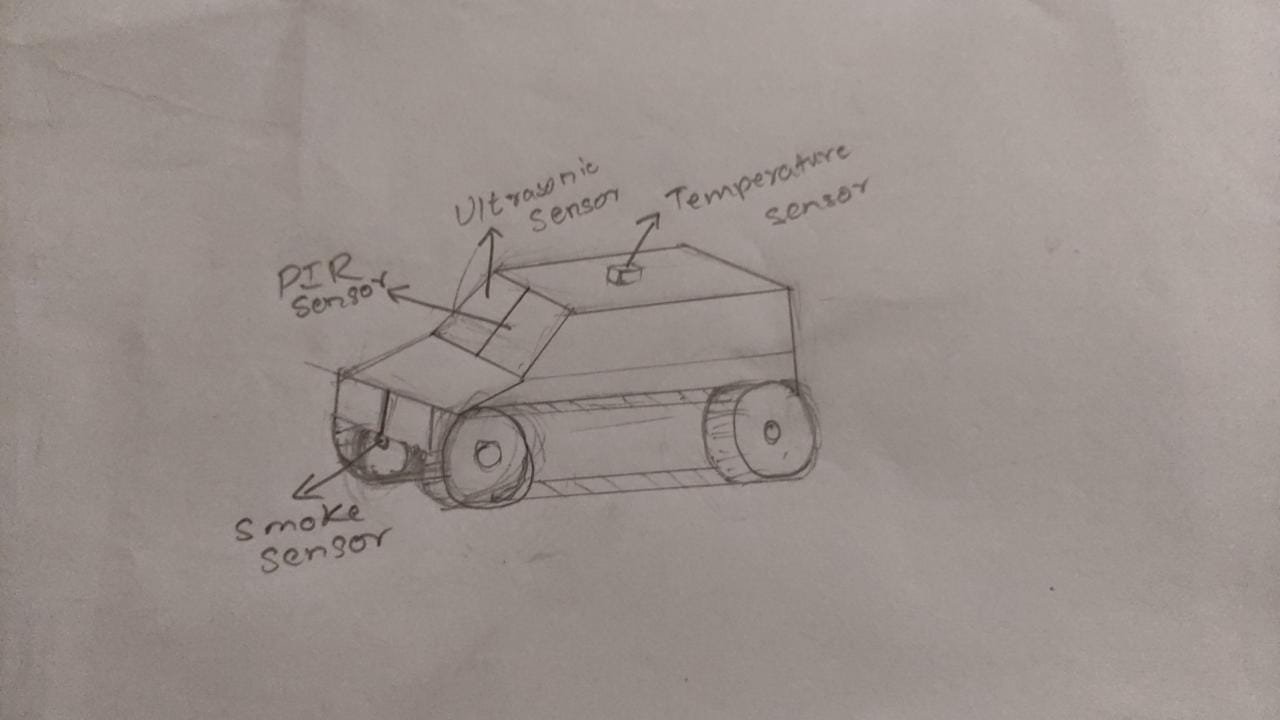 Ultrasonic
Sensor
Temperature
sensor
PIR
Sensor
Smoke
Sensor